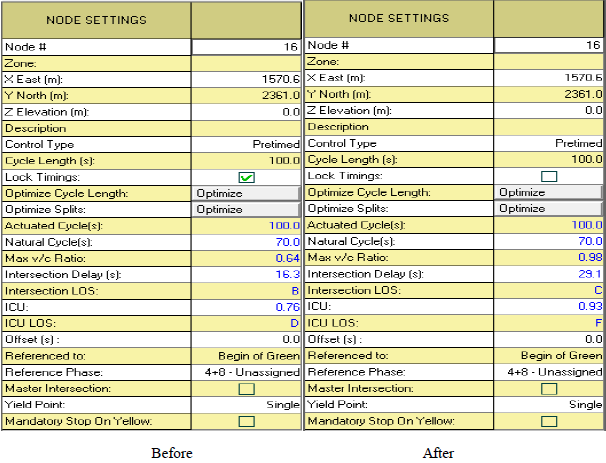 NODE SETTINGS
Node # 16
Zone:
X East (m): 1570.6
Y North (m): 2361.0
Z Elevation (m): 0.0
Description
Control Type Pretimed
Cycle Length (s): 100.0
Lock Timings:
Optimize Cycle Length: Optimize
Optimize Splits: Optimize
Actuated Cycle(s): 100.0
Natural Cycle(s): 70.0
Max v/c Ratio: 0.64
Intersection Delay (s): 16.3
Intersection LOS: B
ICU: 0.76
ICU LOS: D
Offset (s) : 0.0
Referenced to: Begin of Green
Reference Phase: 4+8 - Unassigned
Master Intersection:
Yield Point: Single
Mandatory Stop On Yellow:
Before
NODE SETTINGS
Node # 16
Zone:
X East (m): 1570.6
Y North (m): 2361.0
Z Elevation (m): 0.0
Description
Control Type Pretimed
Cycle Length (s): 100.0
Lock Timings:
Optimize Cycle Length: Optimize
Optimize Splits: Optimize
Actuated Cycle(s): 100.0
Natural Cycle(s): 70.0
Max v/c Ratio: 0.98
Intersection Delay (s): 29.1
Intersection LOS: C
ICU: 0.93
ICU LOS: F
Offset (s) : 0.0
Referenced to: Begin of Green
Reference Phase: 4+8 - Unassigned
Master Intersection:
Yield Point: Single
Mandatory Stop On Yellow:
After